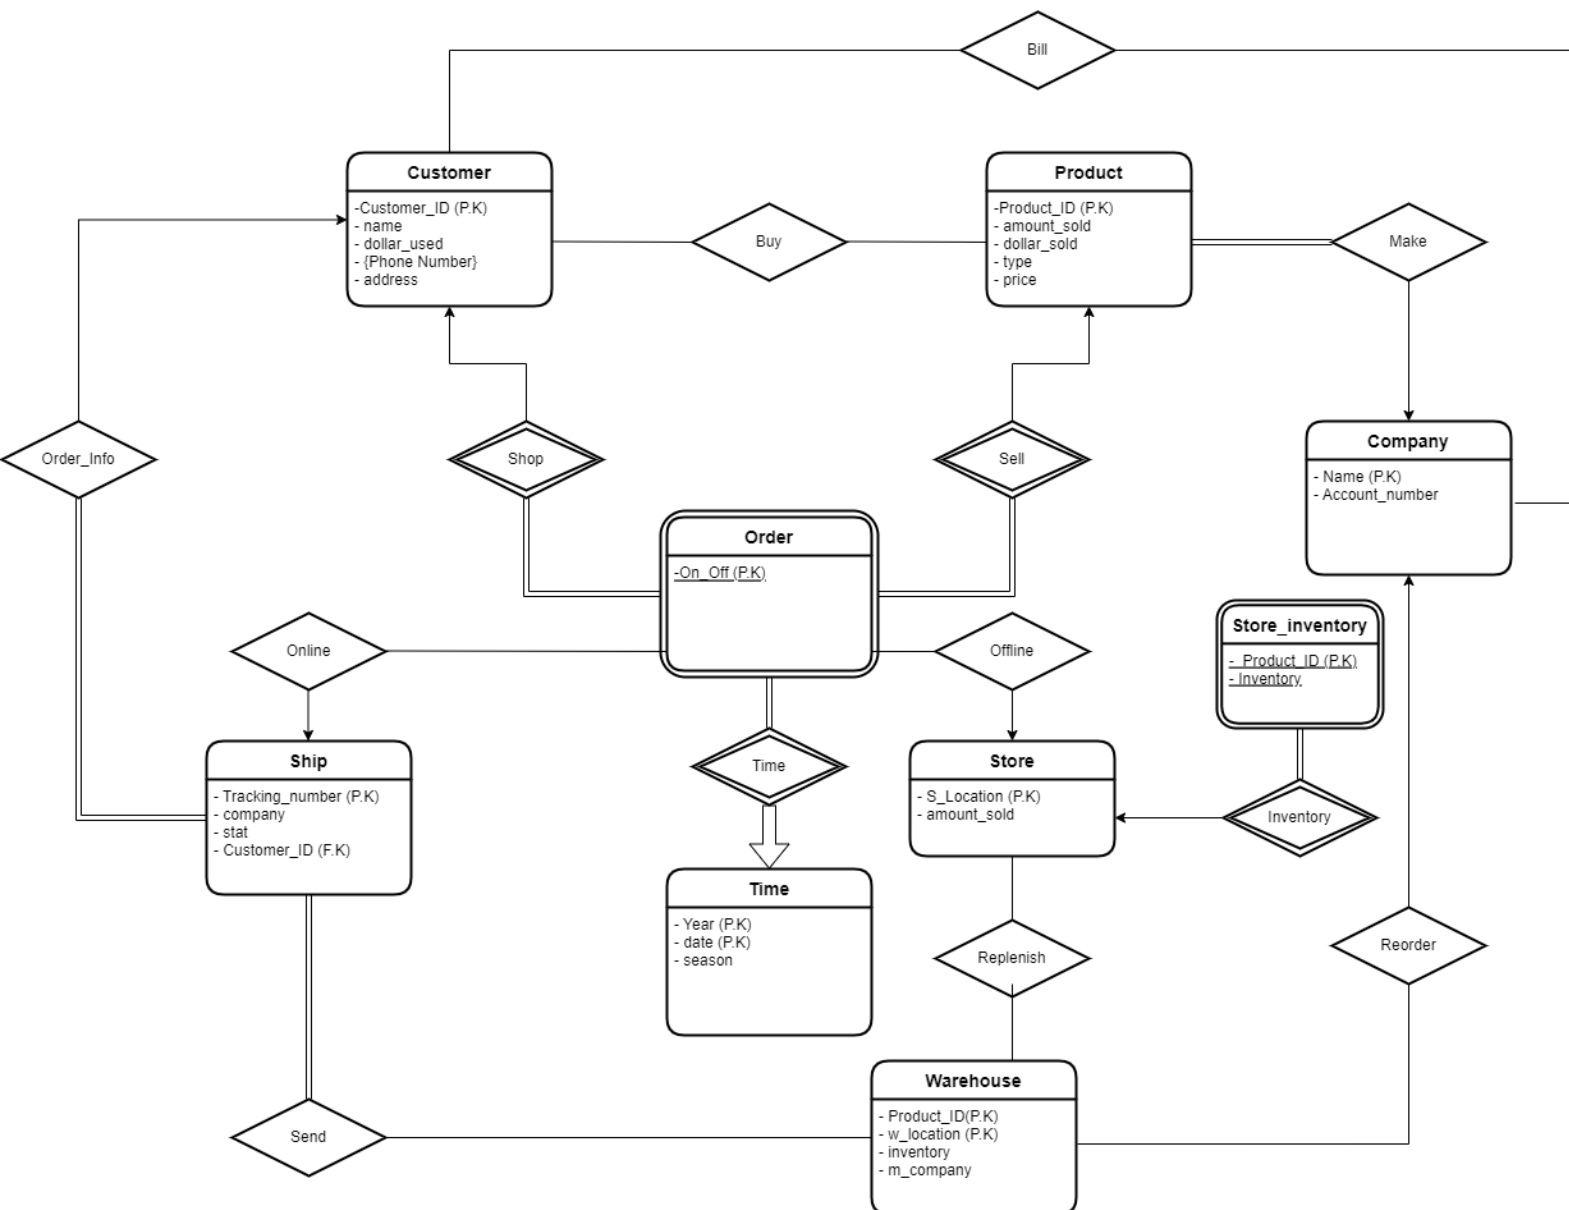 Bill
Customer
-Customer_ID (P.K)
- name
- dollar_used
- {Phone Number}
- address
Buy
Product
-Product_ID (P.K)
- amount_sold
- dollar_sold
- type
- price
Make
Order_Info
Shop
Sell
Company
- Name (P.K)
- Account_number
Order
-On_Off (P.K)
Online
Offline
Store_inventory
- Product_ID (P.K)
- Inventory
Ship
- Tracking_number (P.K)
- company
- stat
- Customer_ID (F.K)
Time
Store
- S_Location (P.K)
- amount_sold
Inventory
Time
- Year (P.K)
- date (P.K)
- season
Replenish
Reorder
Warehouse
- Product_ID(P.K)
- w_location (P.K)
- inventory
- m_company
Send